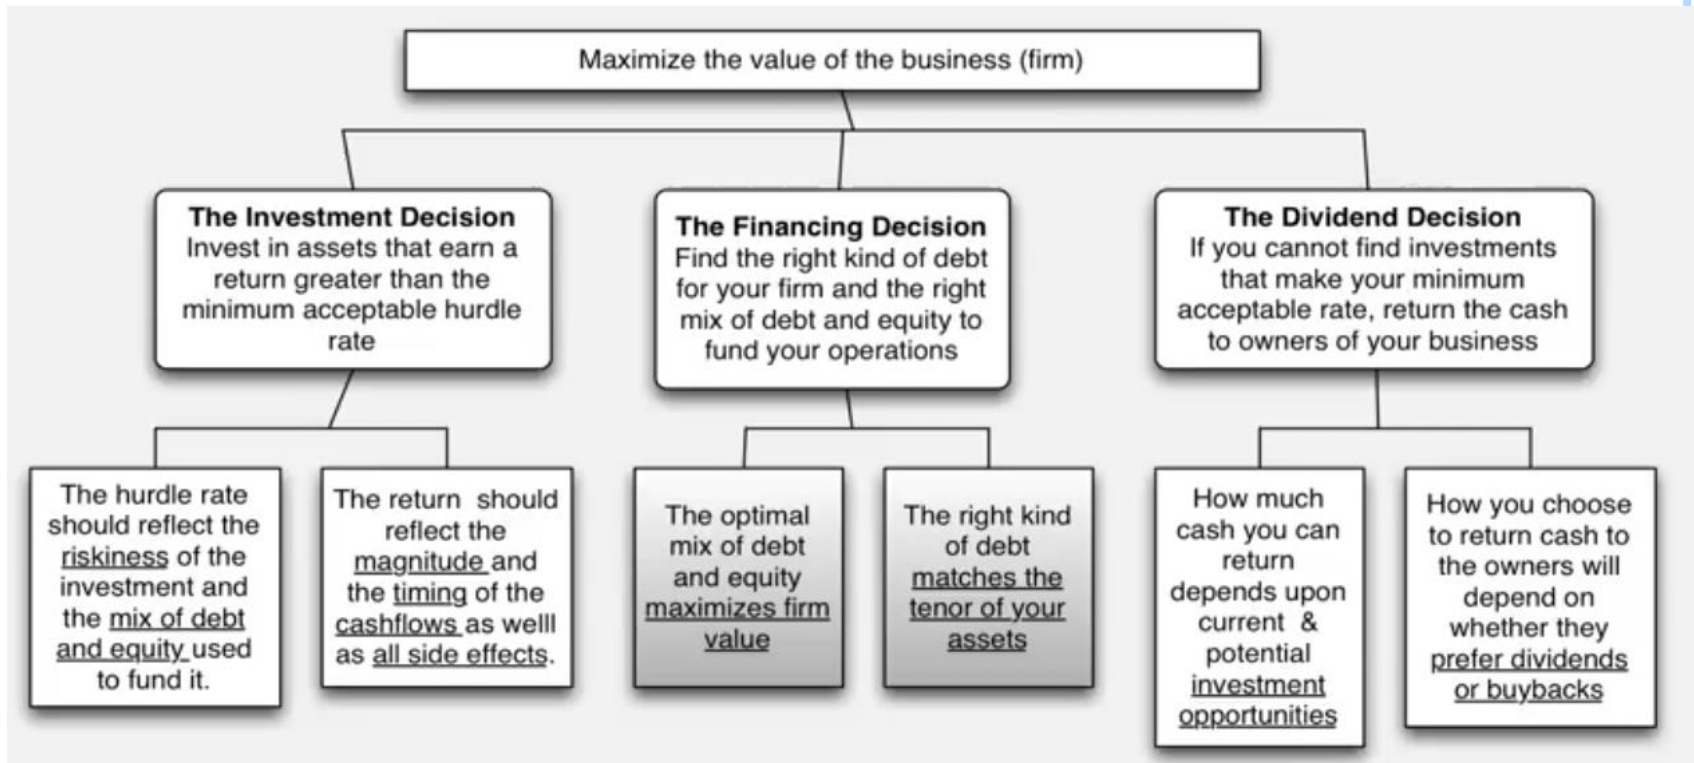 Maximize the value of the business (firm)
The Investment Decision
Invest in assets that earn a
return greater than the
minimum acceptable hurdle
rate
The Financing Decision
Find the right kind of debt
for your firm and the right
mix of debt and equity to
fund your operations
The Dividend Decision
If you cannot find investments
that make your minimum
acceptable rate, return the cash
to owners of your business
The hurdle rate
should reflect the
riskiness of the
investment and
the mix of debt
and equity used
to fund it.
The return should
reflect the
magnitude and
the timing of the
cashflows as welll
as all side effects.
The optimal
mix of debt
and equity
maximizes firm
value
The right kind
of debt
matches the
tenor of your
assets
How much
cash you can
return
depends upon
current &
potential
investment
opportunities
How you choose
to return cash to
the owners will
depend on
whether they
prefer dividends
or buybacks